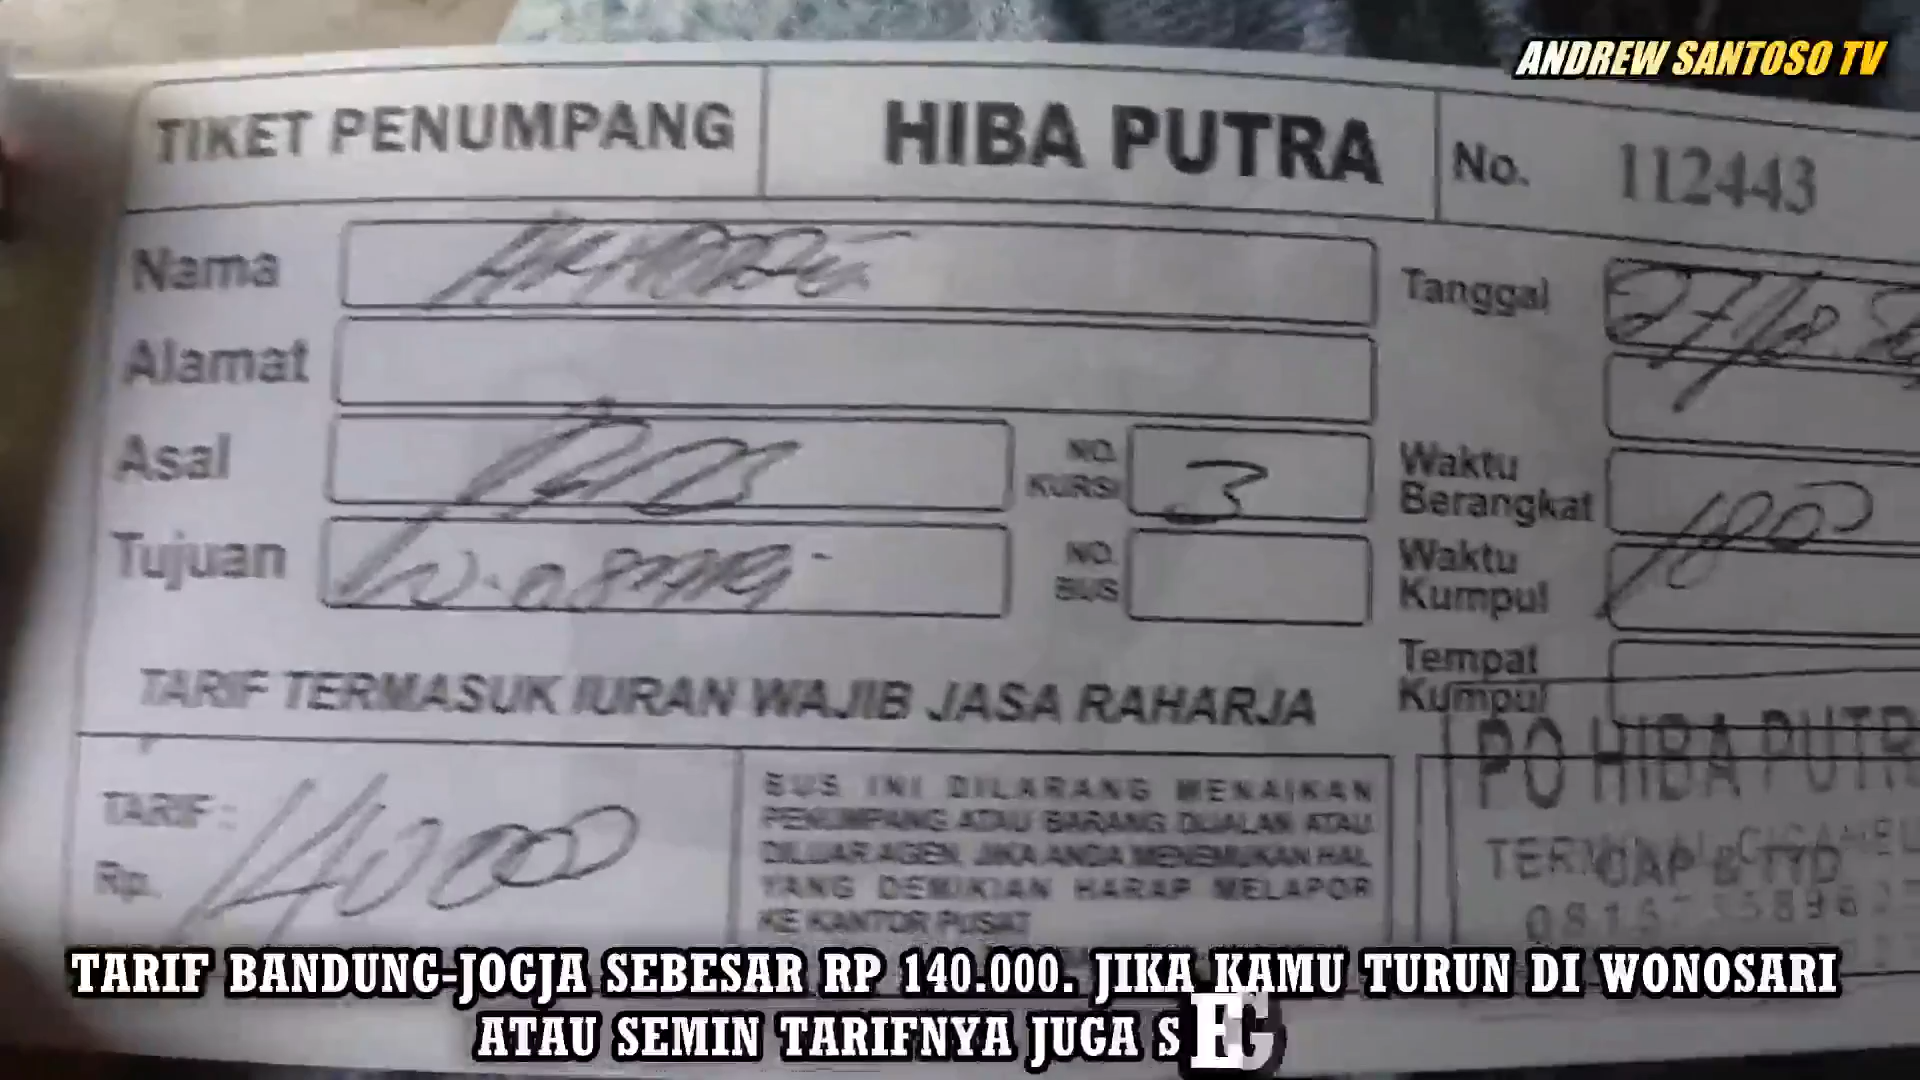 ANDREW SANTOSO TV
TIKET PENUMPANG
HIBA PUTRA
No. 112443
Nama
Tanggal
Alamat
Asal
NO. KURSI 3
Waktu Berangkat
Tujuan
NO. BUS
Waktu Kumpul
Tempat Kumpul
TARIF TERMASUK IURAN WAJIB JASA RAHARJA
TARIF :
Rp. 140000
BUS INI DILARANG MENAIKAN
PENUMPANG ATAU BARANG DIJALAN ATAU
DILUAR AGEN, JIKA ANDA MENEMUKAN HAL
YANG DEMIKIAN HARAP MELAPOR
KE KANTOR PUSAT
PO HIBA PUTR
CAP & TTD
TARIF BANDUNG-JOGJA SEBESAR RP 140.000. JIKA KAMU TURUN DI WONOSARI
ATAU SEMIN TARIFNYA JUGA S